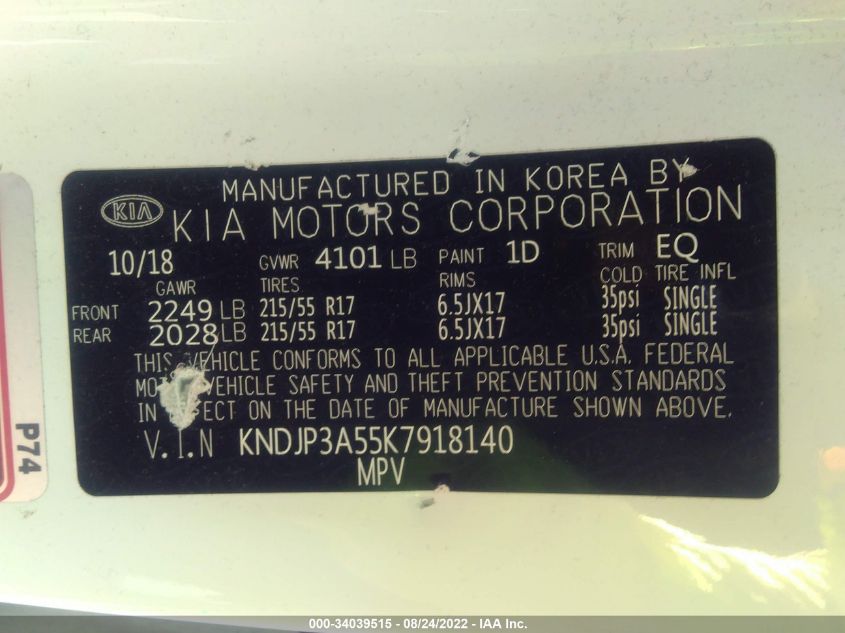 MANUFACTURED IN KOREA BY
KIA KIA MOTORS CORPORATION
10/18 GVWR 4101 LB PAINT 1D TRIM EQ
GAWR TIRES RIMS COLD TIRE INFL
FRONT 2249 LB 215/55 R17 6.5JX17 35psi SINGLE
REAR 2028 LB 215/55 R17 6.5JX17 35psi SINGLE
THIS VEHICLE CONFORMS TO ALL APPLICABLE U.S.A. FEDERAL
VEHICLE SAFETY AND THEFT PREVENTION STANDARDS
IN EFFECT ON THE DATE OF MANUFACTURE SHOWN ABOVE.
V.I.N KNDJP3A55K7918140
MPV
P74
000-34039515 - 08/24/2022 - IAA Inc.